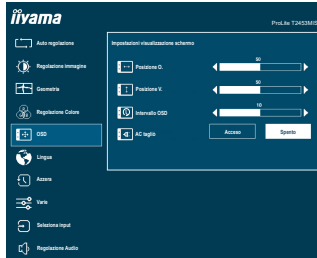 iiyama
ProLite T2453MIS
Auto regolazione
Impostazioni visualizzazione schermo
Regolazione Immagine
Posizione O.
50
Geometria
Posizione V.
50
Regolazione Colore
Intervallo OSD
10
OSD
AC taglio
Acceso
Spento
Lingua
Azzera
Varie
Seleziona input
Regolazione Audio